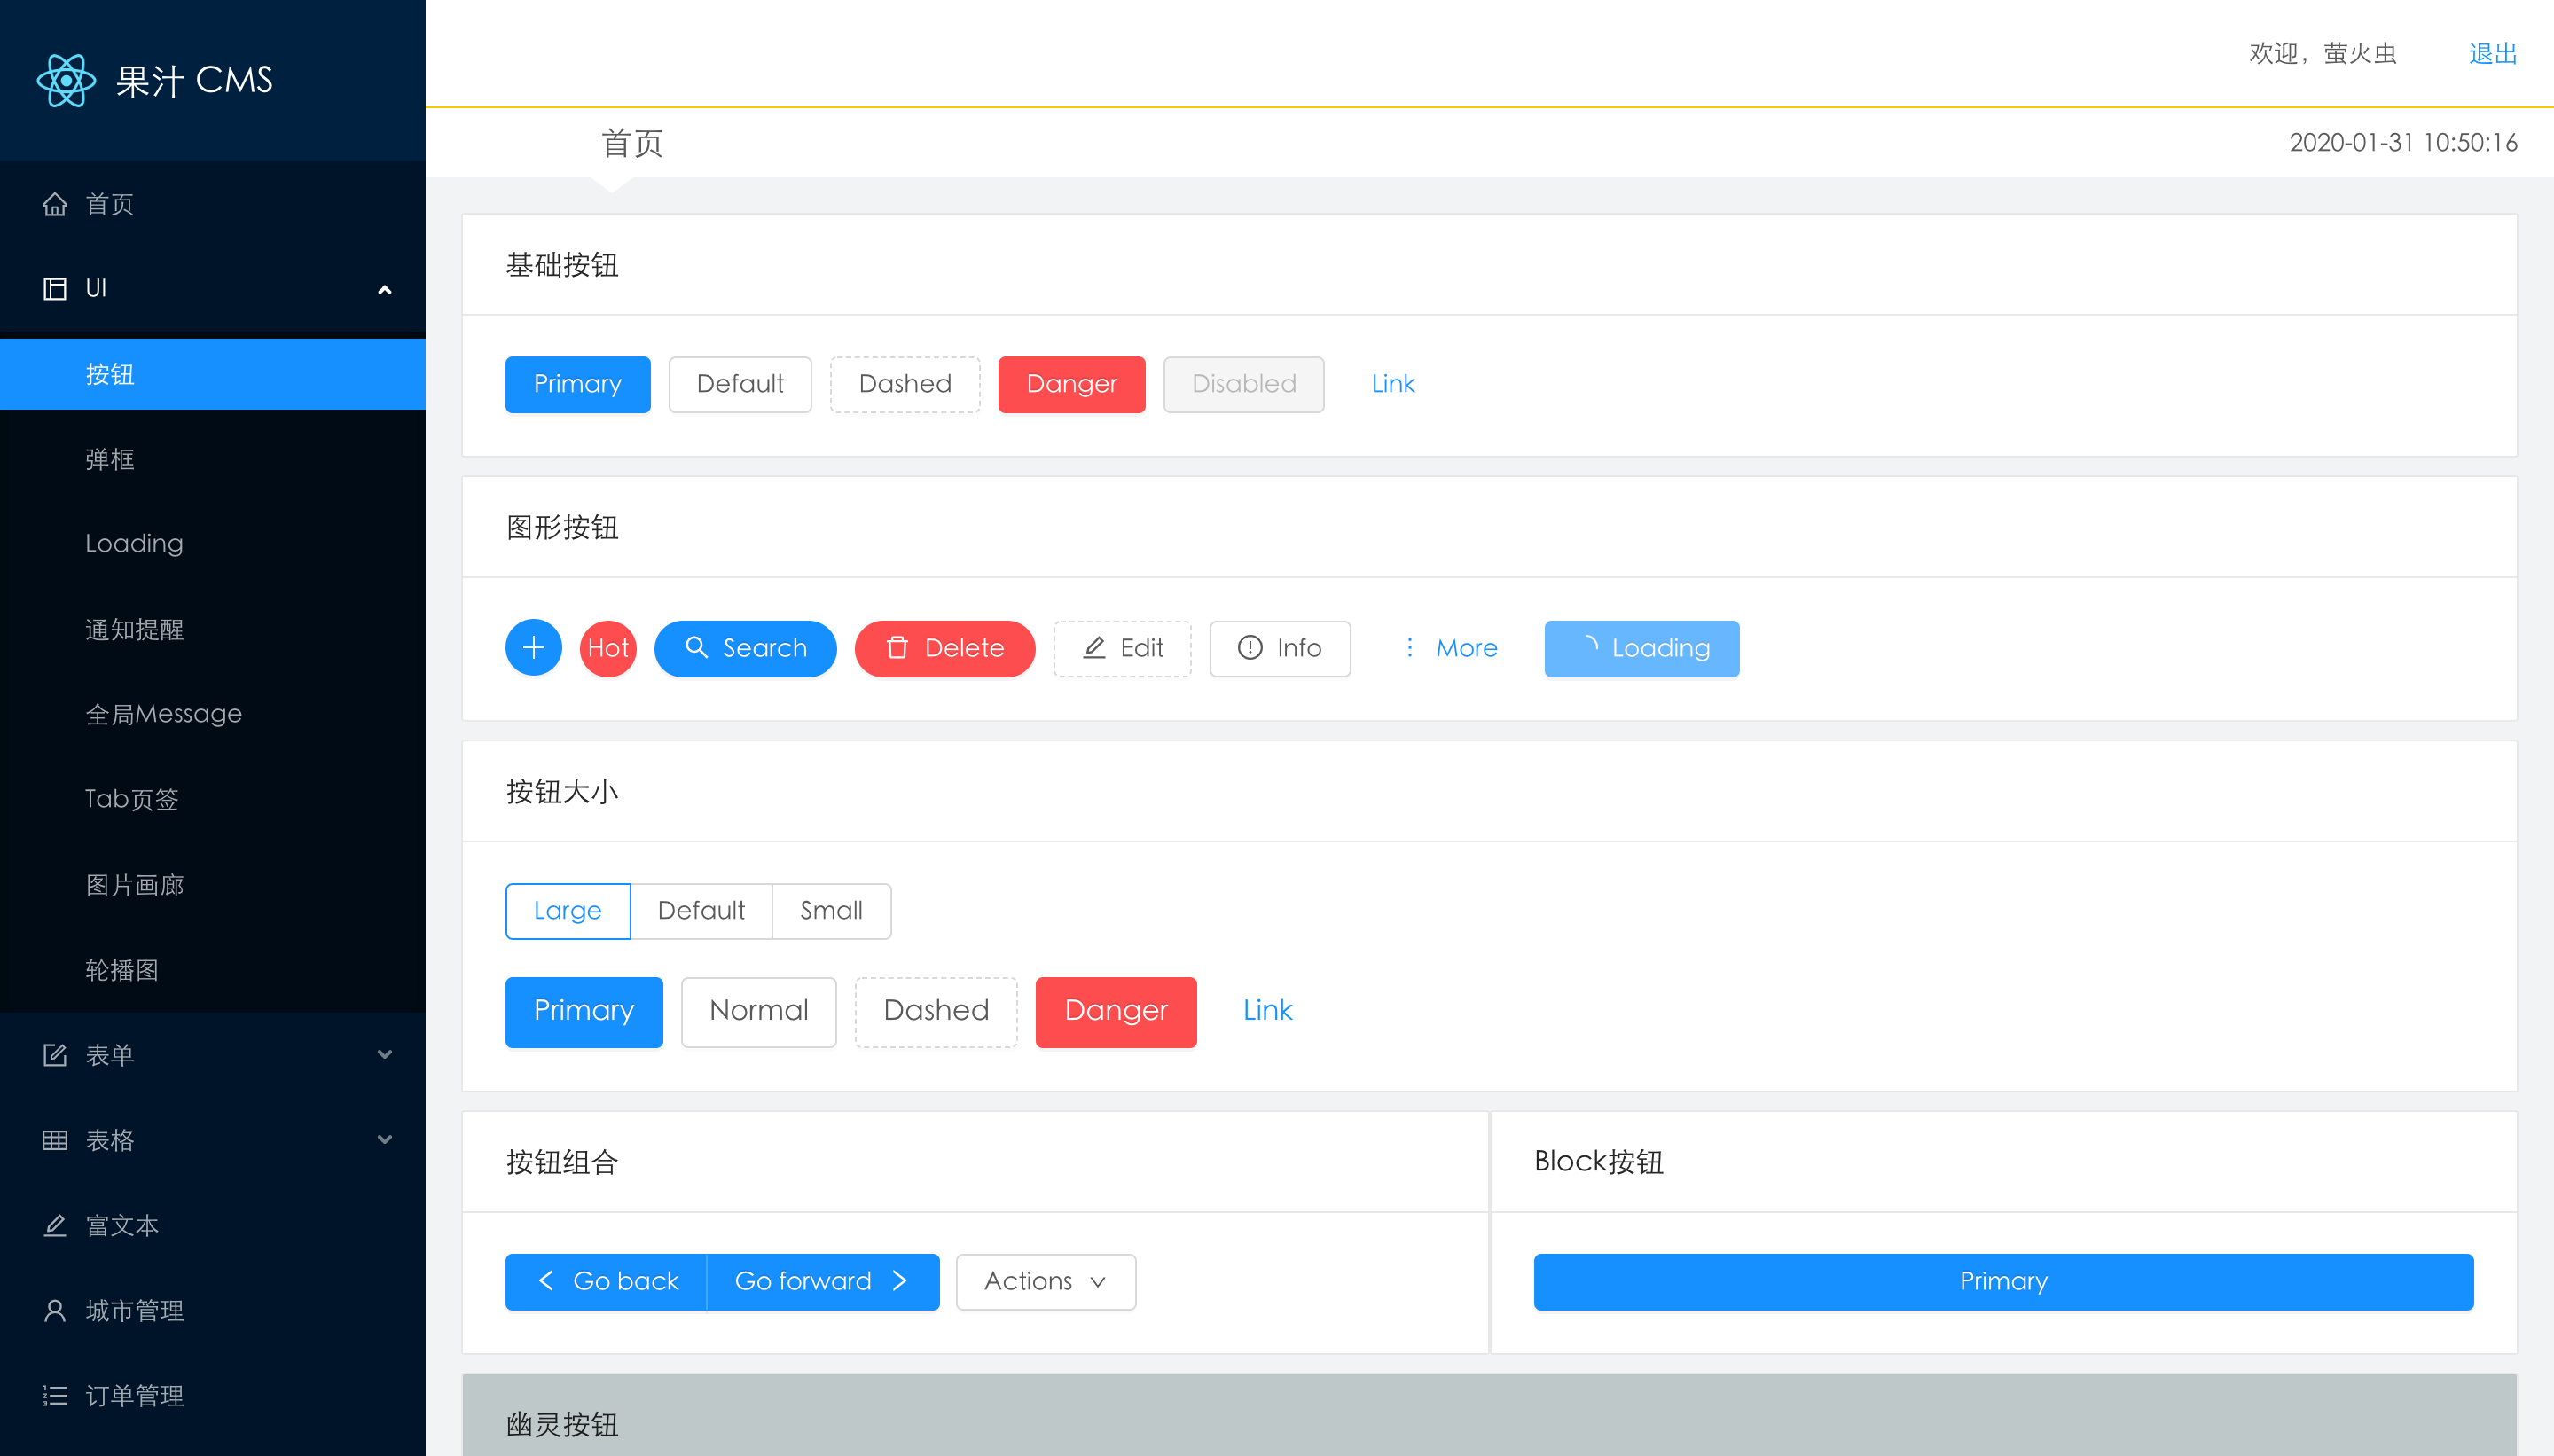 果汁 CMS
首页
UI
按钮
弹框
Loading
通知提醒
全局Message
Tab页签
图片画廊
轮播图
表单
表格
富文本
城市管理
订单管理
欢迎，萤火虫 退出
首页 2020-01-31 10:50:16
基础按钮
Primary Default Dashed Danger Disabled Link
图形按钮
Hot Search Delete Edit Info More Loading
按钮大小
Large Default Small
Primary Normal Dashed Danger Link
按钮组合
Go back Go forward Actions
Block按钮
Primary
幽灵按钮